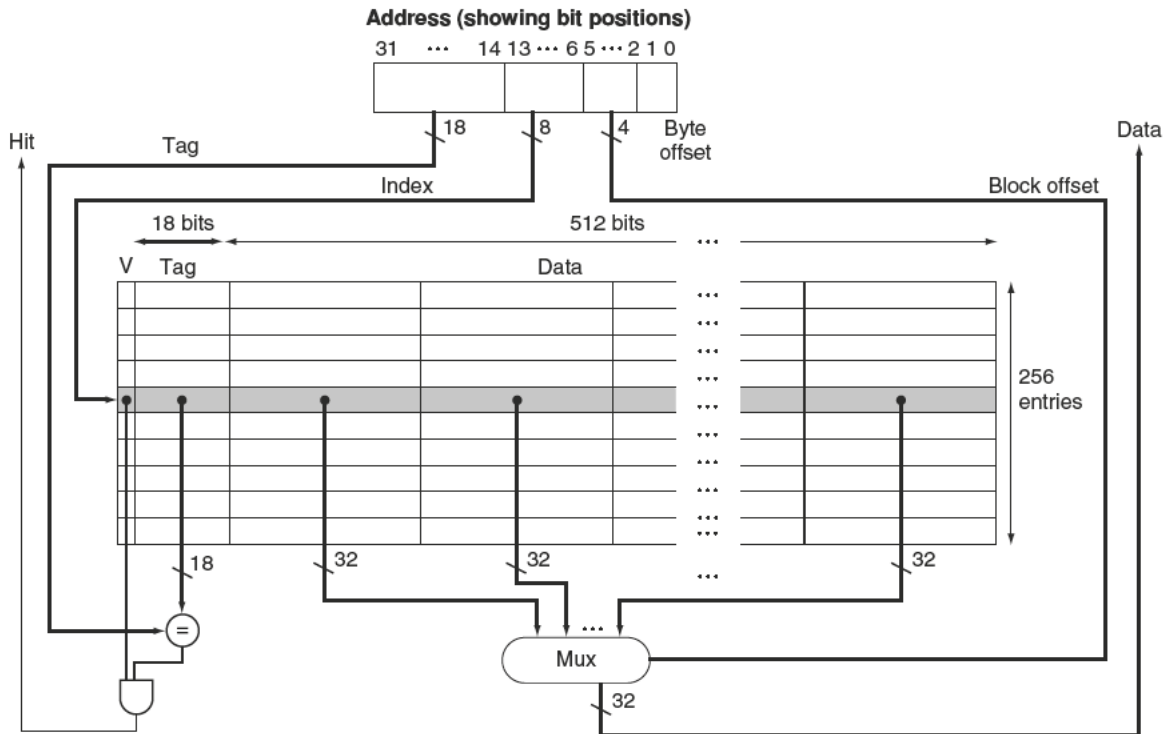 Address (showing bit positions)
31 ... 14 13 ... 6 5 ... 2 1 0
18 8 4 Byte offset
Hit
Tag
Data
Index
Block offset
18 bits
512 bits
...
V
Tag
Data
...
...
...
...
...
256
entries
...
...
...
...
...
18
32
32
...
32
=
...
Mux
32